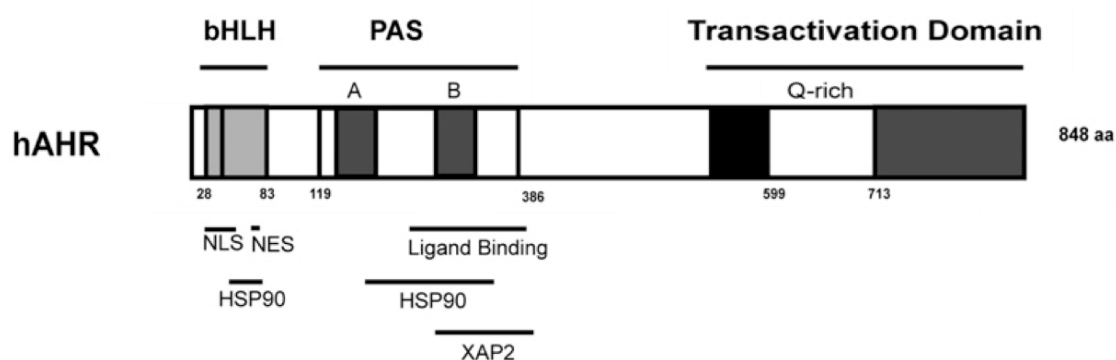 bHLH PAS Transactivation Domain
A B Q-rich
hAHR 848 aa
28 83 119 386 599 713
NLS NES Ligand Binding
HSP90 HSP90
XAP2